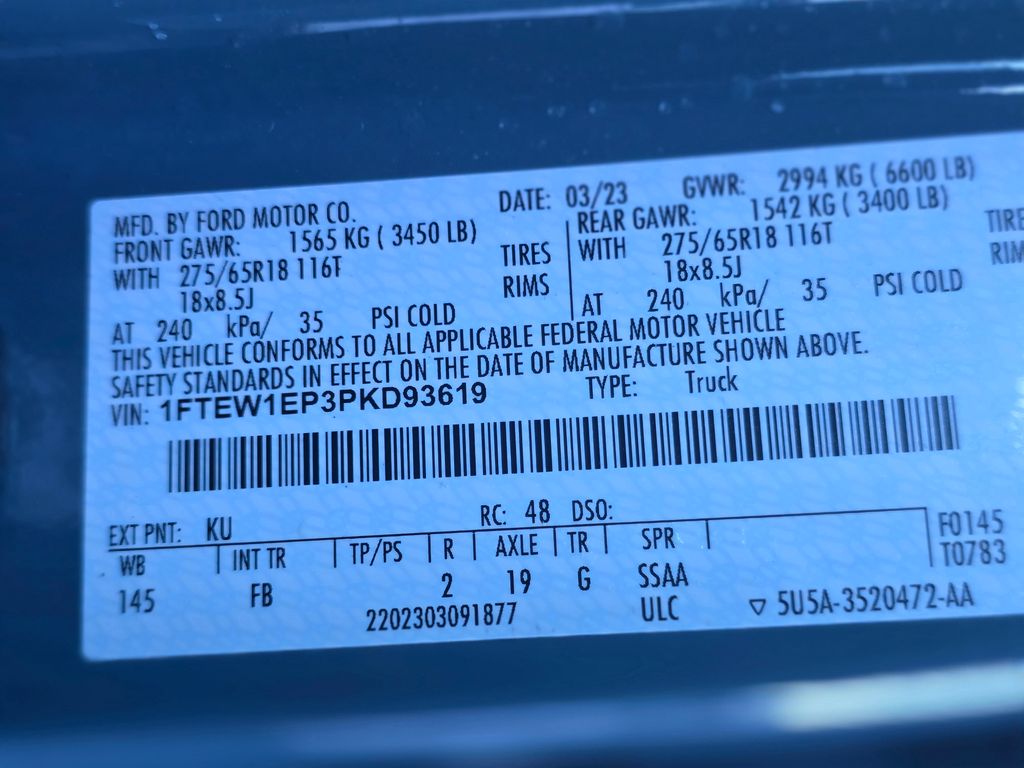 MFD. BY FORD MOTOR CO. DATE: 03/23 GVWR: 2994 KG ( 6600 LB)
FRONT GAWR: 1565 KG ( 3450 LB) REAR GAWR: 1542 KG ( 3400 LB)
WITH 275/65R18 116T TIRES WITH 275/65R18 116T TIRE
18x8.5J RIMS 18x8.5J RIM
AT 240 kPa/ 35 PSI COLD AT 240 kPa/ 35 PSI COLD
THIS VEHICLE CONFORMS TO ALL APPLICABLE FEDERAL MOTOR VEHICLE
SAFETY STANDARDS IN EFFECT ON THE DATE OF MANUFACTURE SHOWN ABOVE.
VIN: 1FTEW1EP3PKD93619 TYPE: Truck
EXT PNT: KU RC: 48 DSO: F0145
WB INT TR TP/PS R AXLE TR SPR T0783
145 FB 2 19 G SSAA
2202303091877 ULC ▽ 5U5A-3520472-AA